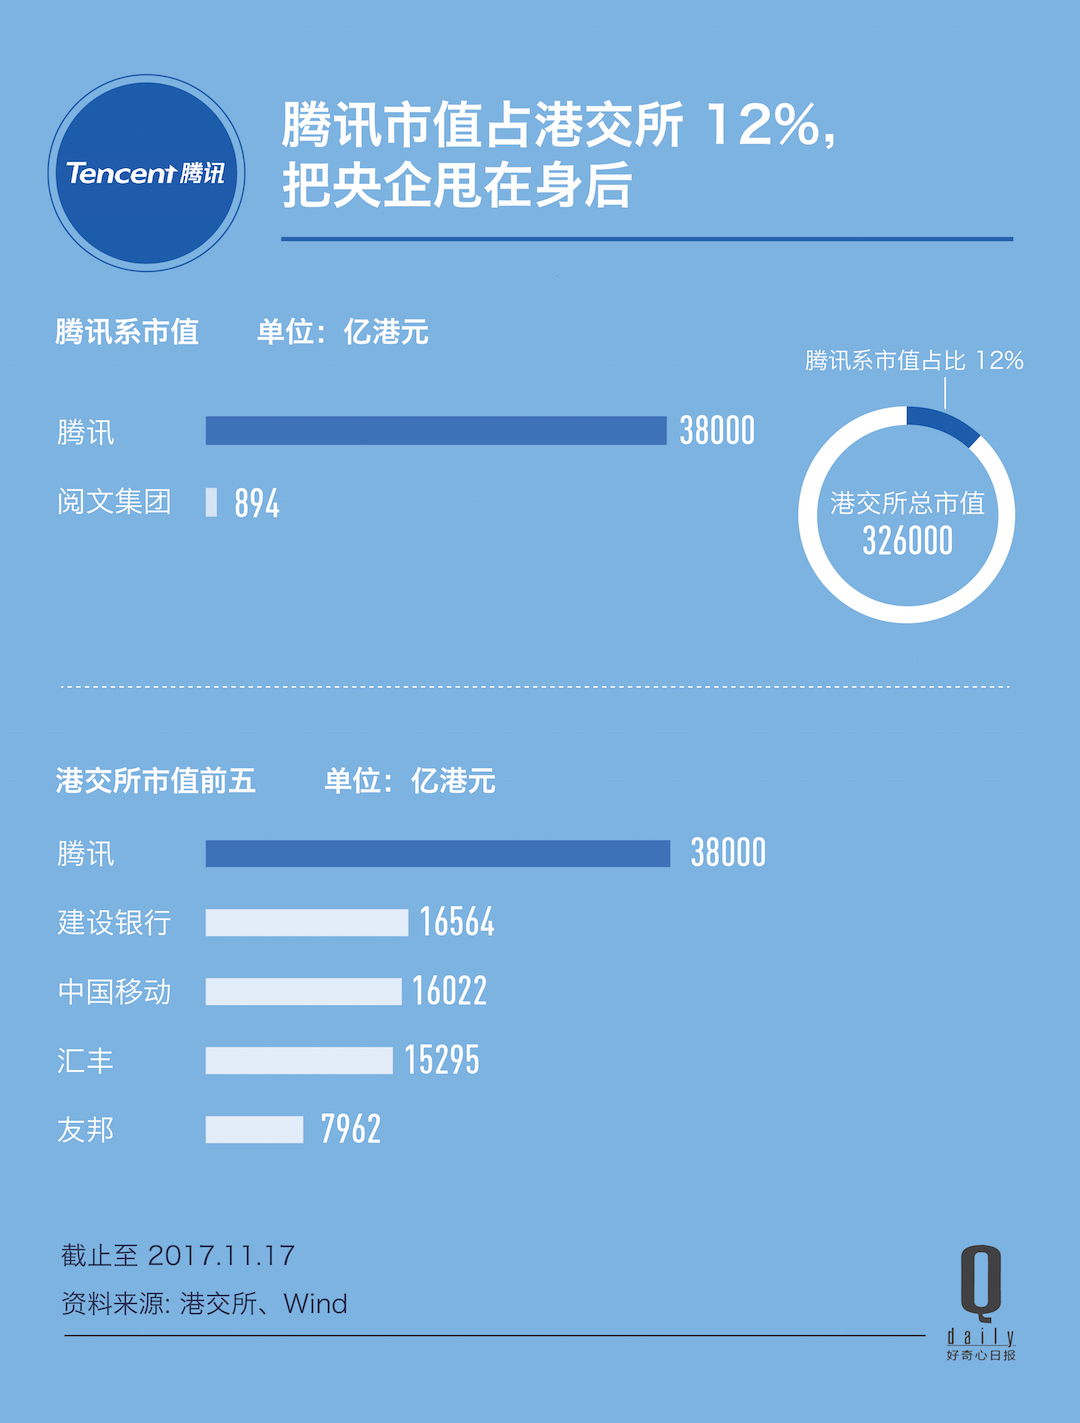 Tencent 腾讯
腾讯市值占港交所 12%,
把央企甩在身后
腾讯系市值 单位：亿港元
腾讯系市值占比 12%
腾讯 38000
阅文集团 894
港交所总市值
326000
港交所市值前五 单位：亿港元
腾讯 38000
建设银行 16564
中国移动 16022
汇丰 15295
友邦 7962
截止至 2017.11.17
资料来源: 港交所、Wind
Q
daily
好奇心日报